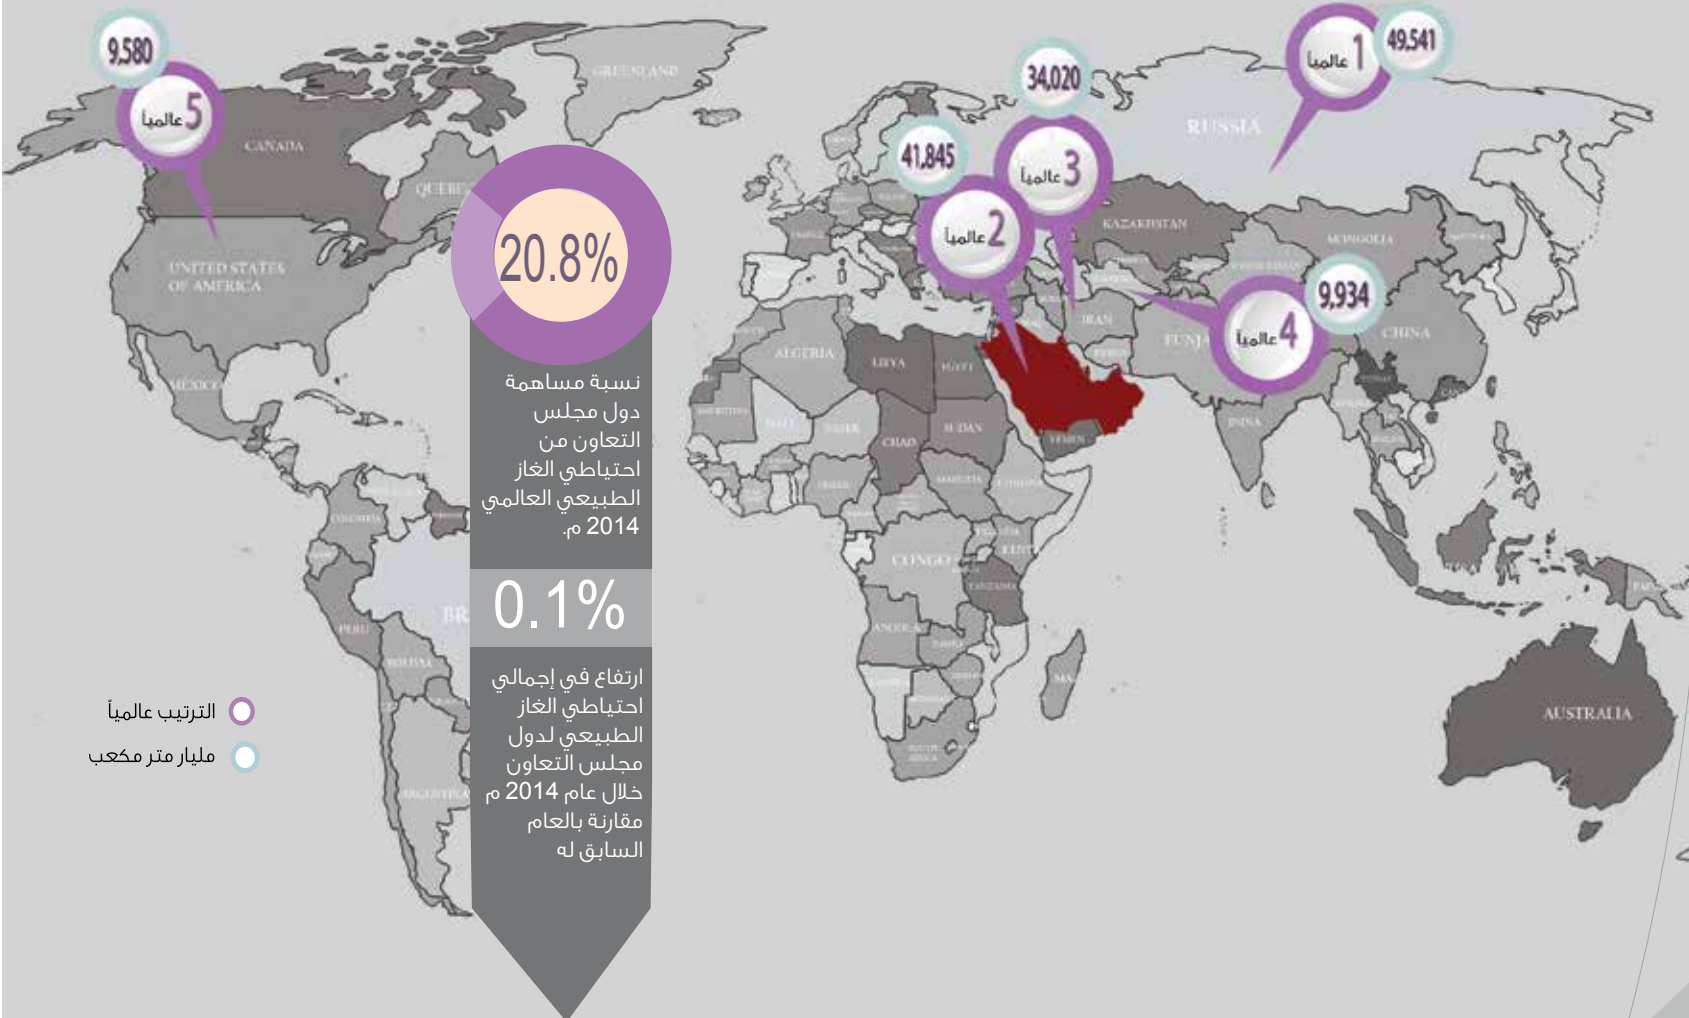 9,580
5 عالمياً
49,541
1 عالمياً
34,020
3 عالمياً
41,845
2 عالمياً
9,934
4 عالمياً
GREENLAND
CANADA
RUSSIA
UNITED STATES
OF AMERICA
MÉXICO
KAZAKHSTAN
MONGOLIA
CHINA
IRAN
INDIA
ALGERIA
LIBYA
EGYPT
NIGER
CHAD
SUDAN
YEMEN
CONGO
TANZANIA
ANGOLA
PERU
AUSTRALIA
20.8%
نسبة مساهمة
دول مجلس
التعاون من
احتياطي الغاز
الطبيعي العالمي
2014 م.
0.1%
ارتفاع في إجمالي
احتياطي الغاز
الطبيعي لدول
مجلس التعاون
خلال عام 2014 م
مقارنة بالعام
السابق له
الترتيب عالمياً
مليار متر مكعب